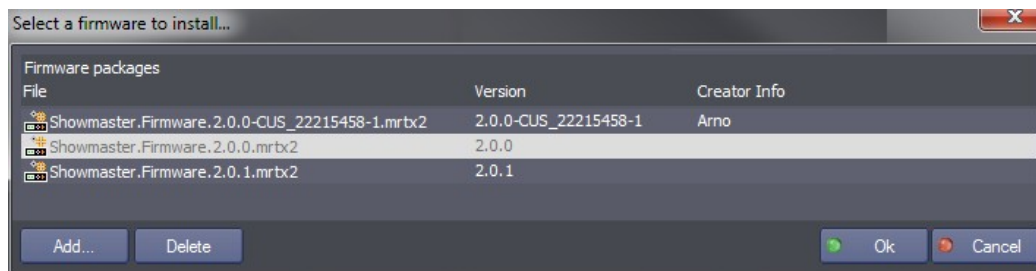 Select a firmware to install...
X
Firmware packages
File Version Creator Info
Showmaster.Firmware.2.0.0-CUS_22215458-1.mrtx2 2.0.0-CUS_22215458-1 Arno
Showmaster.Firmware.2.0.0.mrtx2 2.0.0
Showmaster.Firmware.2.0.1.mrtx2 2.0.1
Add... Delete Ok Cancel